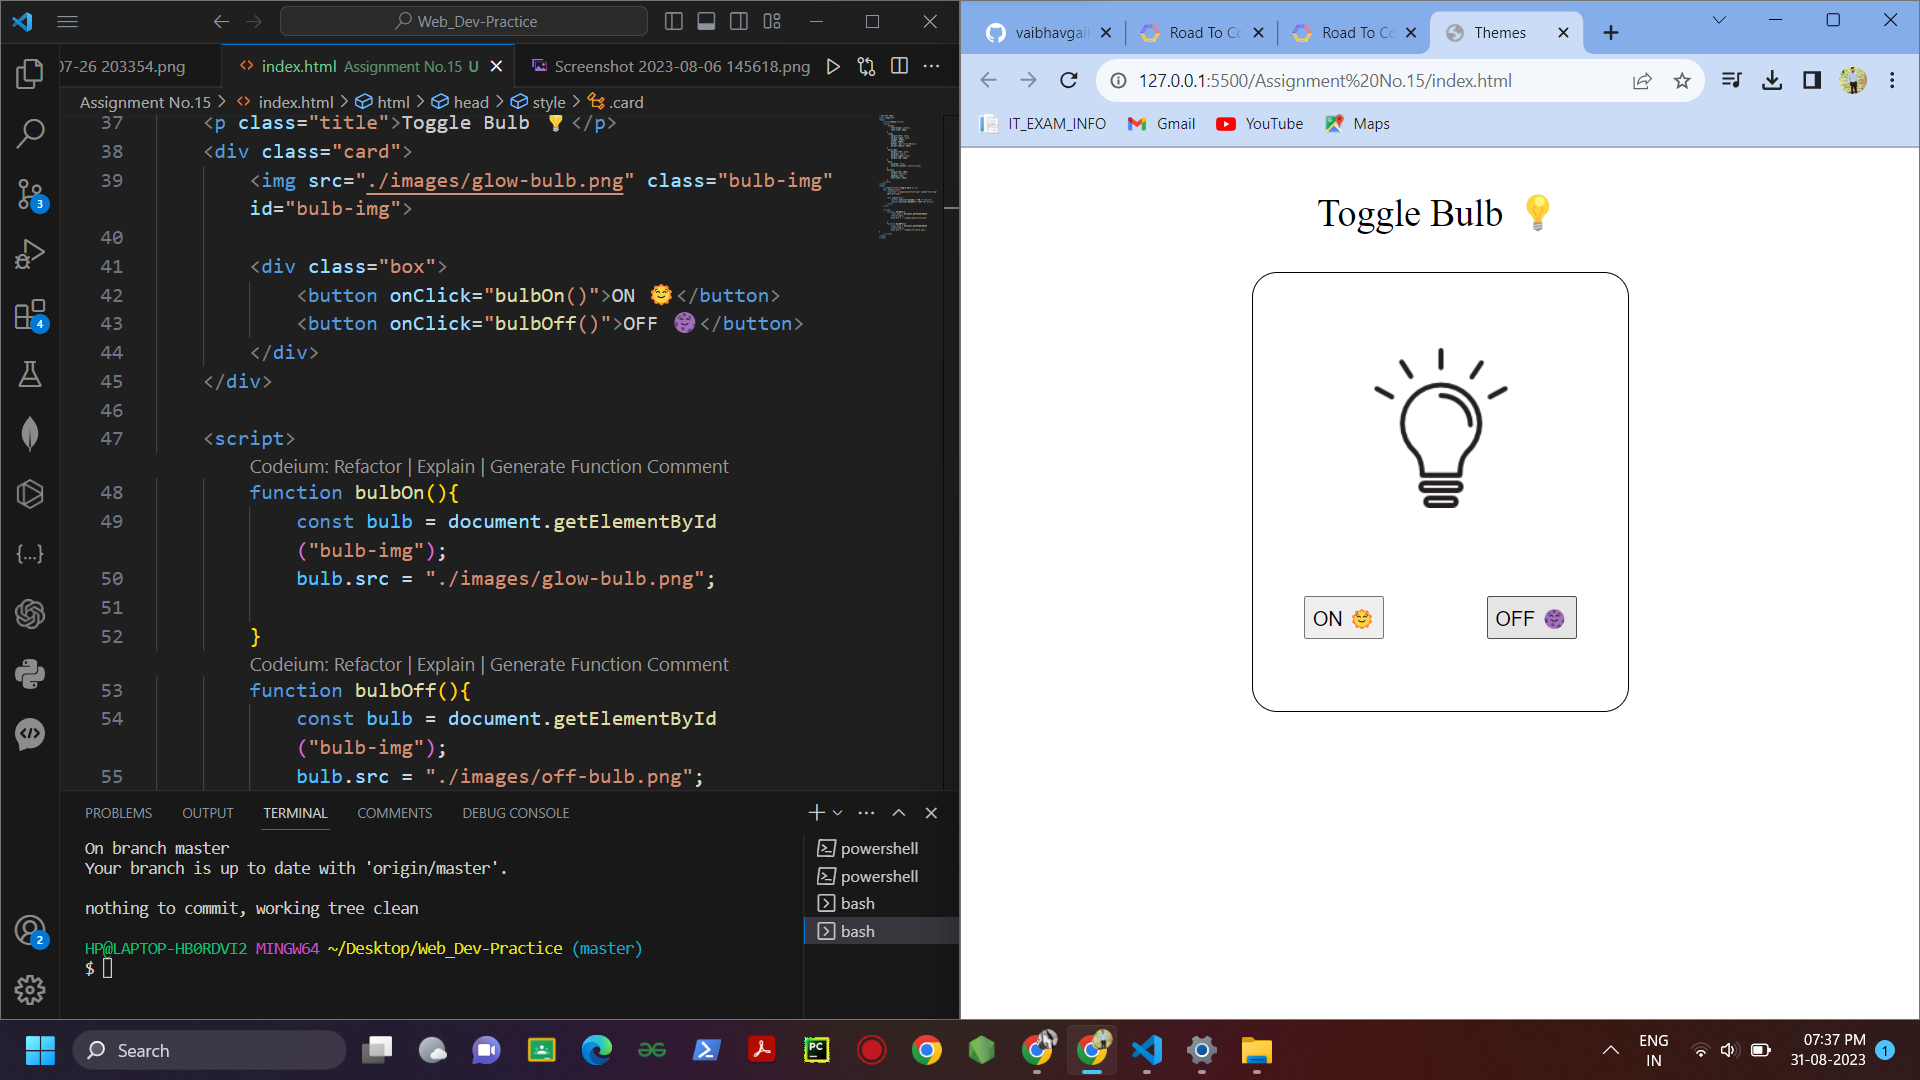 Web_Dev-Practice
07-26 203354.png
index.html Assignment No.15 U
Screenshot 2023-08-06 145618.png
Assignment No.15 > index.html > html > head > style > .card
37 <p class="title">Toggle Bulb 💡</p>
38 <div class="card">
39 <img src="./images/glow-bulb.png" class="bulb-img"
id="bulb-img">
40
41 <div class="box">
42 <button onClick="bulbOn()">ON 🌞</button>
43 <button onClick="bulbOff()">OFF 🌚</button>
44 </div>
45 </div>
46
47 <script>
Codeium: Refactor | Explain | Generate Function Comment
48 function bulbOn(){
49 const bulb = document.getElementById
("bulb-img");
50 bulb.src = "./images/glow-bulb.png";
51
52 }
Codeium: Refactor | Explain | Generate Function Comment
53 function bulbOff(){
54 const bulb = document.getElementById
("bulb-img");
55 bulb.src = "./images/off-bulb.png";
3
4
2
PROBLEMS OUTPUT TERMINAL COMMENTS DEBUG CONSOLE
On branch master
Your branch is up to date with 'origin/master'.
nothing to commit, working tree clean
HP@LAPTOP-HB0RDVI2 MINGW64 ~/Desktop/Web_Dev-Practice (master)
$
powershell
powershell
bash
bash
vaibhavgai
Road To Co
Road To Co
Themes
127.0.0.1:5500/Assignment%20No.15/index.html
IT_EXAM_INFO Gmail YouTube Maps
Toggle Bulb 💡
ON 🌞
OFF 🌚
Search
PC
ENG
IN
07:37 PM
31-08-2023
1